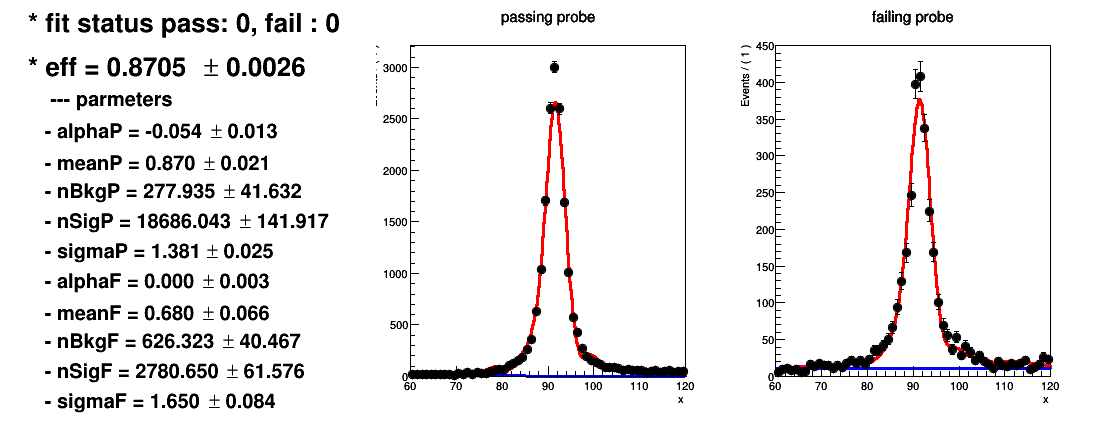 * fit status pass: 0, fail : 0
* eff = 0.8705 ± 0.0026
--- parmeters
- alphaP = -0.054 ± 0.013
- meanP = 0.870 ± 0.021
- nBkgP = 277.935 ± 41.632
- nSigP = 18686.043 ± 141.917
- sigmaP = 1.381 ± 0.025
- alphaF = 0.000 ± 0.003
- meanF = 0.680 ± 0.066
- nBkgF = 626.323 ± 40.467
- nSigF = 2780.650 ± 61.576
- sigmaF = 1.650 ± 0.084
passing probe
3000
2500
2000
1500
1000
500
0
60 70 80 90 100 110 120
x
failing probe
Events / ( 1 )
450
400
350
300
250
200
150
100
50
0
60 70 80 90 100 110 120
x